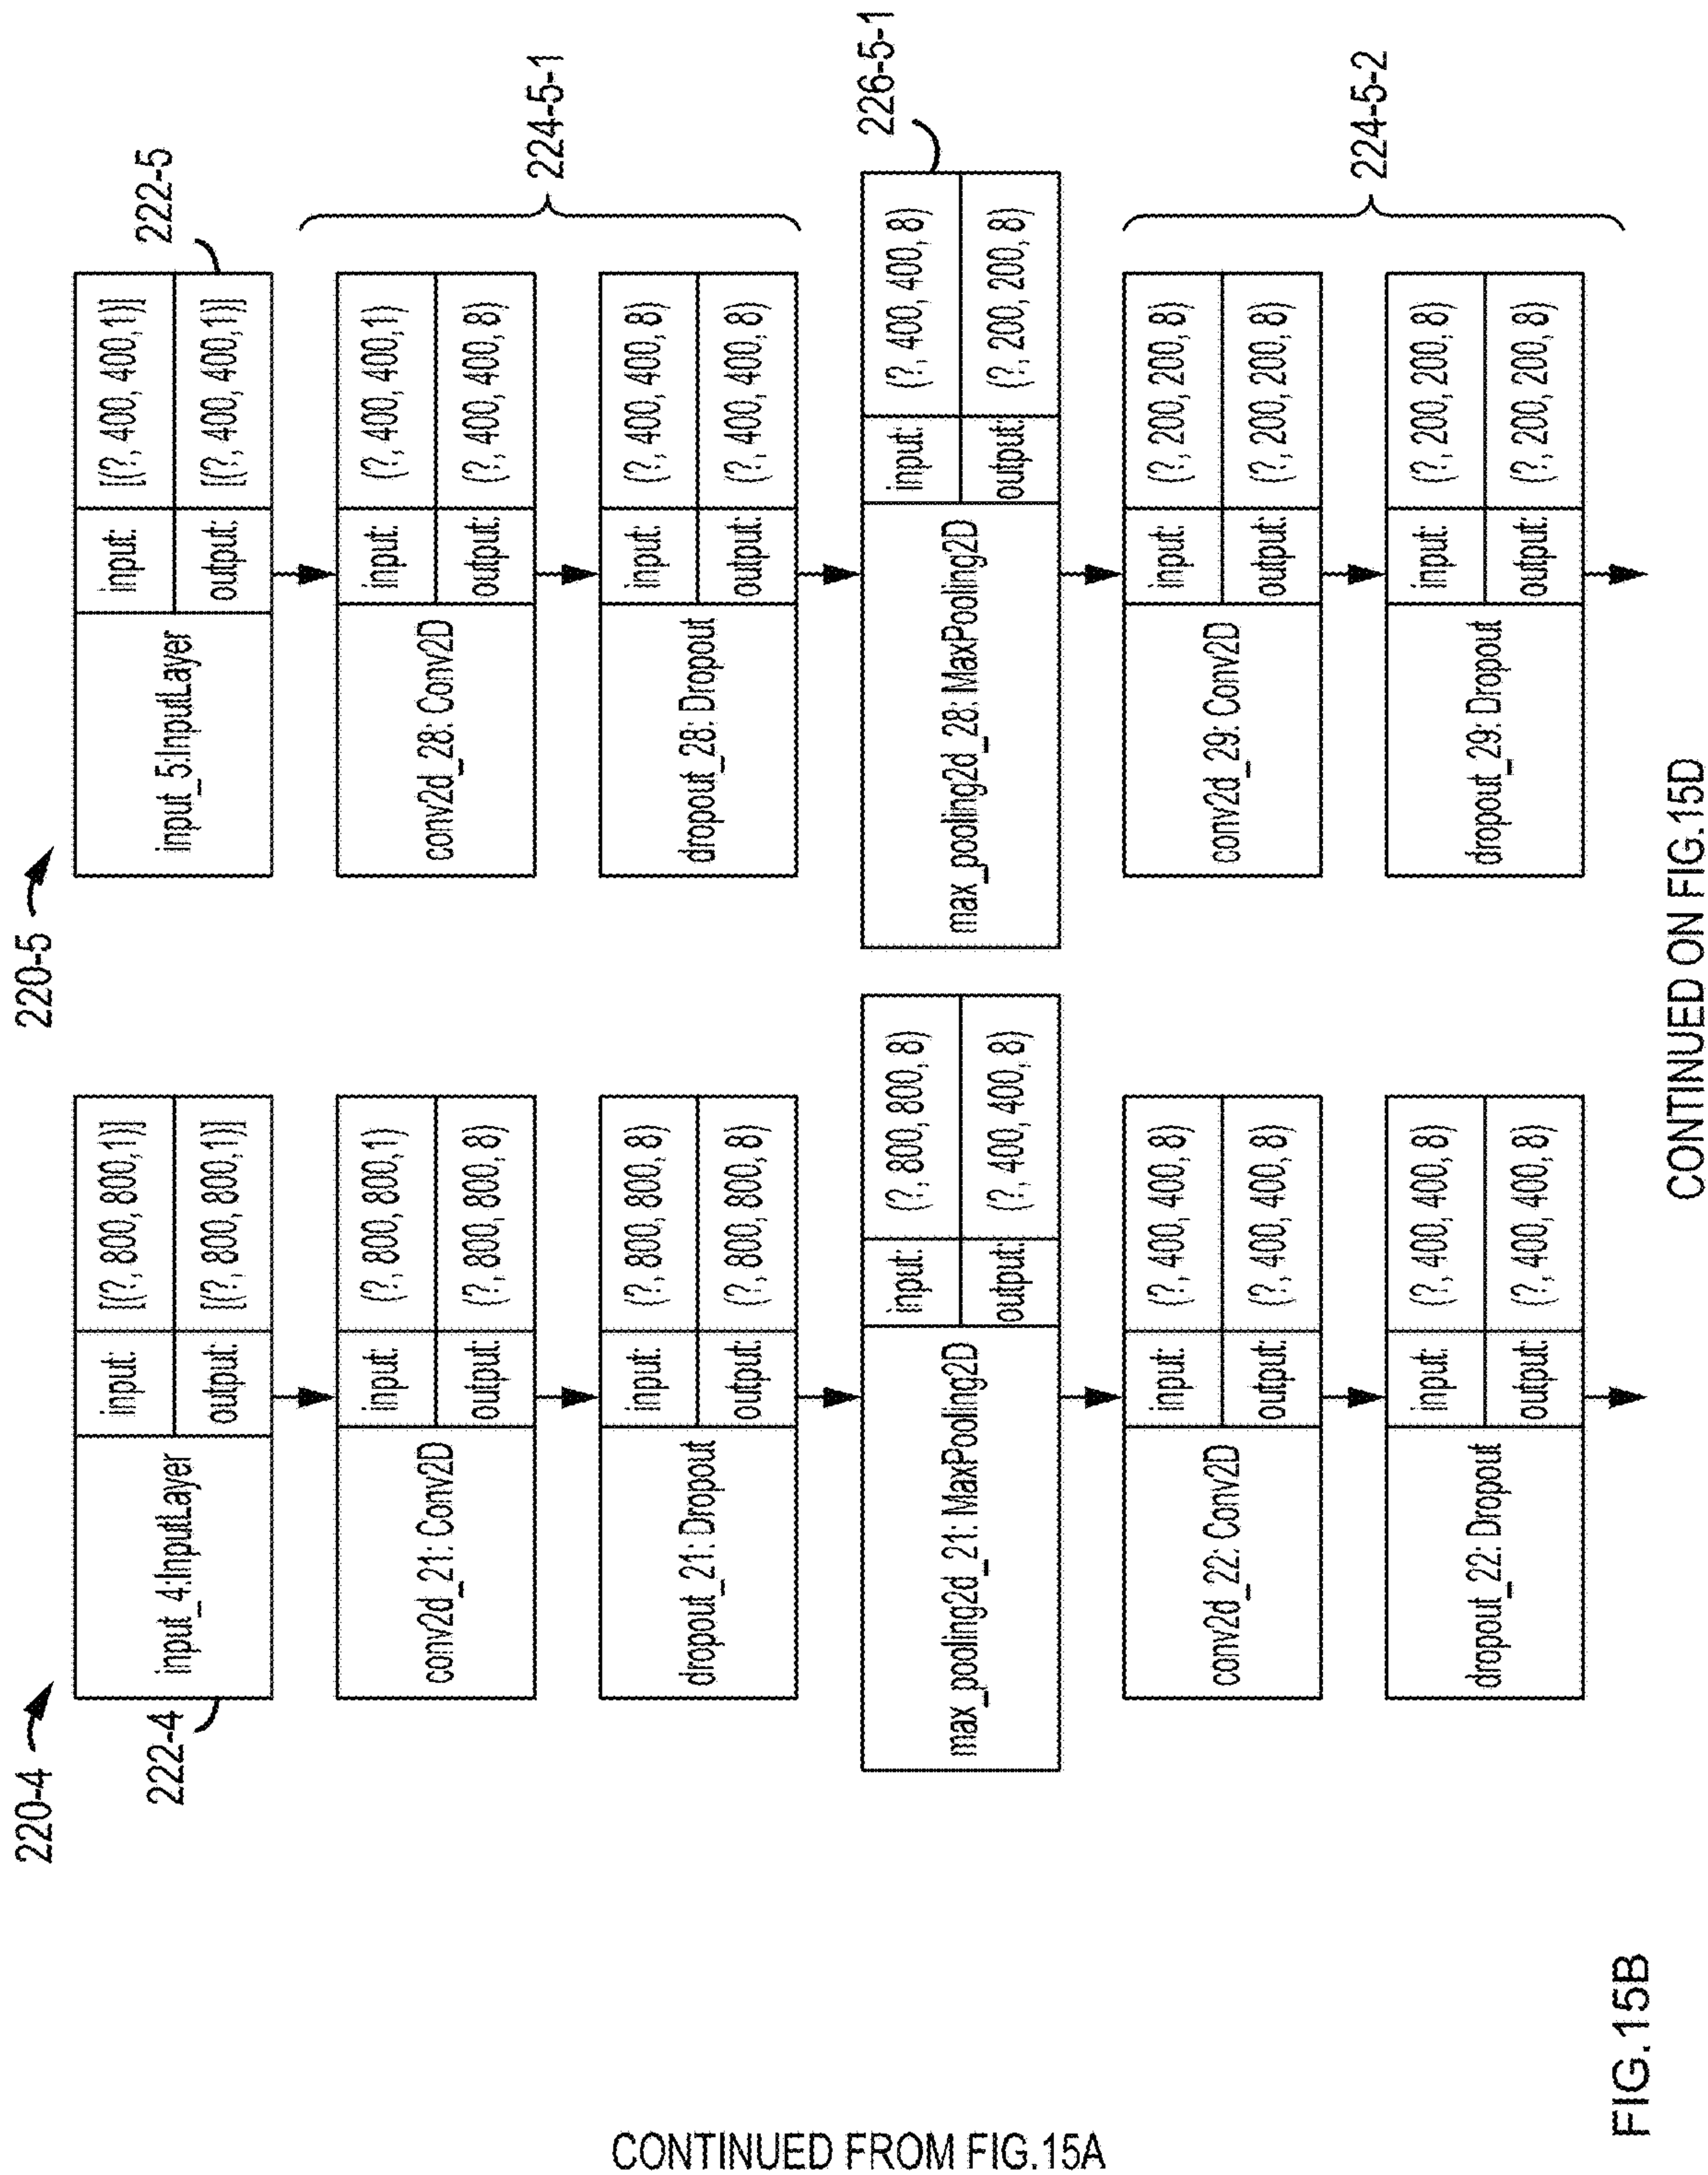 220-4
220-5
222-4
input_4:InputLayer
input:
[(?, 800, 800,1)]
output:
[(?, 800, 800,1)]
input_5:InputLayer
input:
[(?, 400, 400,1)]
output:
[(?, 400, 400,1)]
222-5
conv2d_21: Conv2D
input:
(?, 800, 800,1)
output:
(?, 800, 800, 8)
conv2d_28: Conv2D
input:
(?, 400, 400,1)
output:
(?, 400, 400, 8)
224-5-1
dropout_21: Dropout
input:
(?, 800, 800, 8)
output:
(?, 800, 800, 8)
dropout_28: Dropout
input:
(?, 400, 400, 8)
output:
(?, 400, 400, 8)
max_pooling2d_21: MaxPooling2D
input:
(?, 800, 800, 8)
output:
(?, 400, 400, 8)
max_pooling2d_28: MaxPooling2D
input:
(?, 400, 400, 8)
output:
(?, 200, 200, 8)
226-5-1
conv2d_22: Conv2D
input:
(?, 400, 400, 8)
output:
(?, 400, 400, 8)
conv2d_29: Conv2D
input:
(?, 200, 200, 8)
output:
(?, 200, 200, 8)
224-5-2
dropout_22: Dropout
input:
(?, 400, 400, 8)
output:
(?, 400, 400, 8)
dropout_29: Dropout
input:
(?, 200, 200, 8)
output:
(?, 200, 200, 8)
CONTINUED FROM FIG.15A
CONTINUED ON FIG.15D
FIG.15B